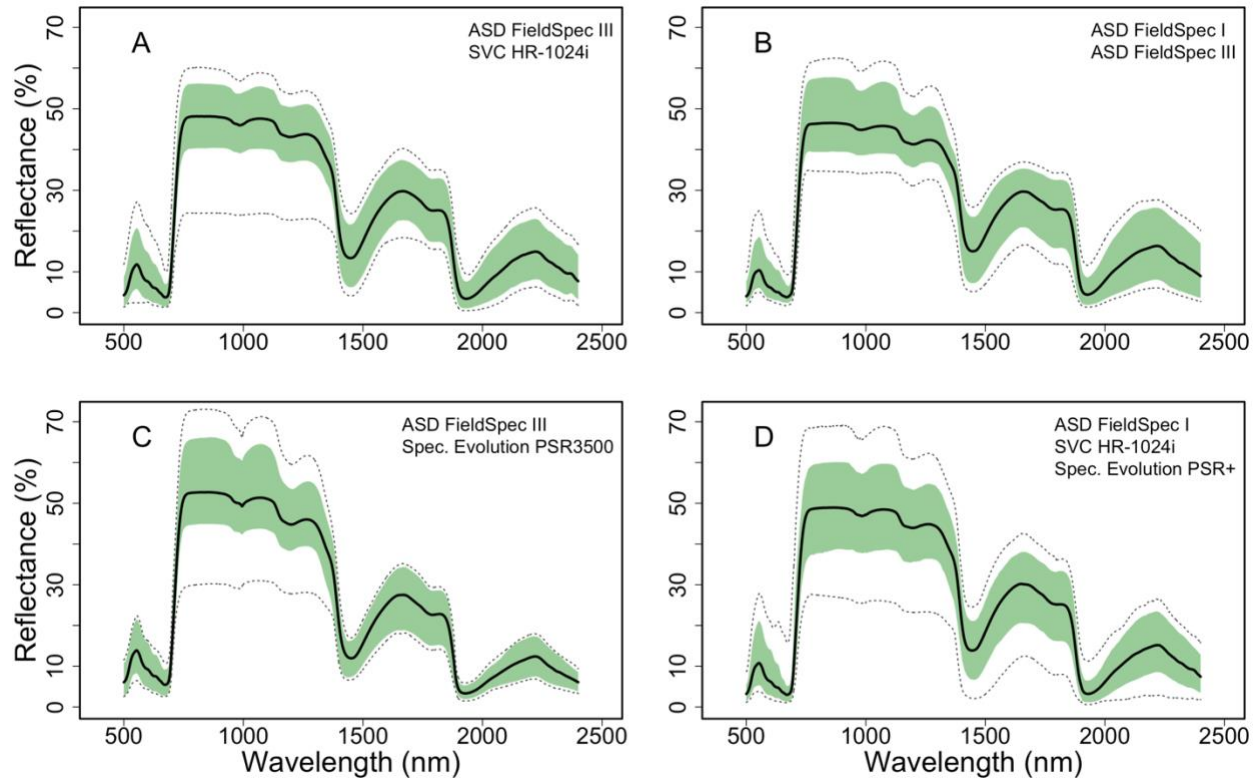 A
ASD FieldSpec III
SVC HR-1024i
B
ASD FieldSpec I
ASD FieldSpec III
Reflectance (%)
70
50
30
10
0
70
50
30
10
0
500 1000 1500 2000 2500
500 1000 1500 2000 2500
C
ASD FieldSpec III
Spec. Evolution PSR3500
D
ASD FieldSpec I
SVC HR-1024i
Spec. Evolution PSR+
Reflectance (%)
70
50
30
10
0
70
50
30
10
0
500 1000 1500 2000 2500
500 1000 1500 2000 2500
Wavelength (nm)
Wavelength (nm)